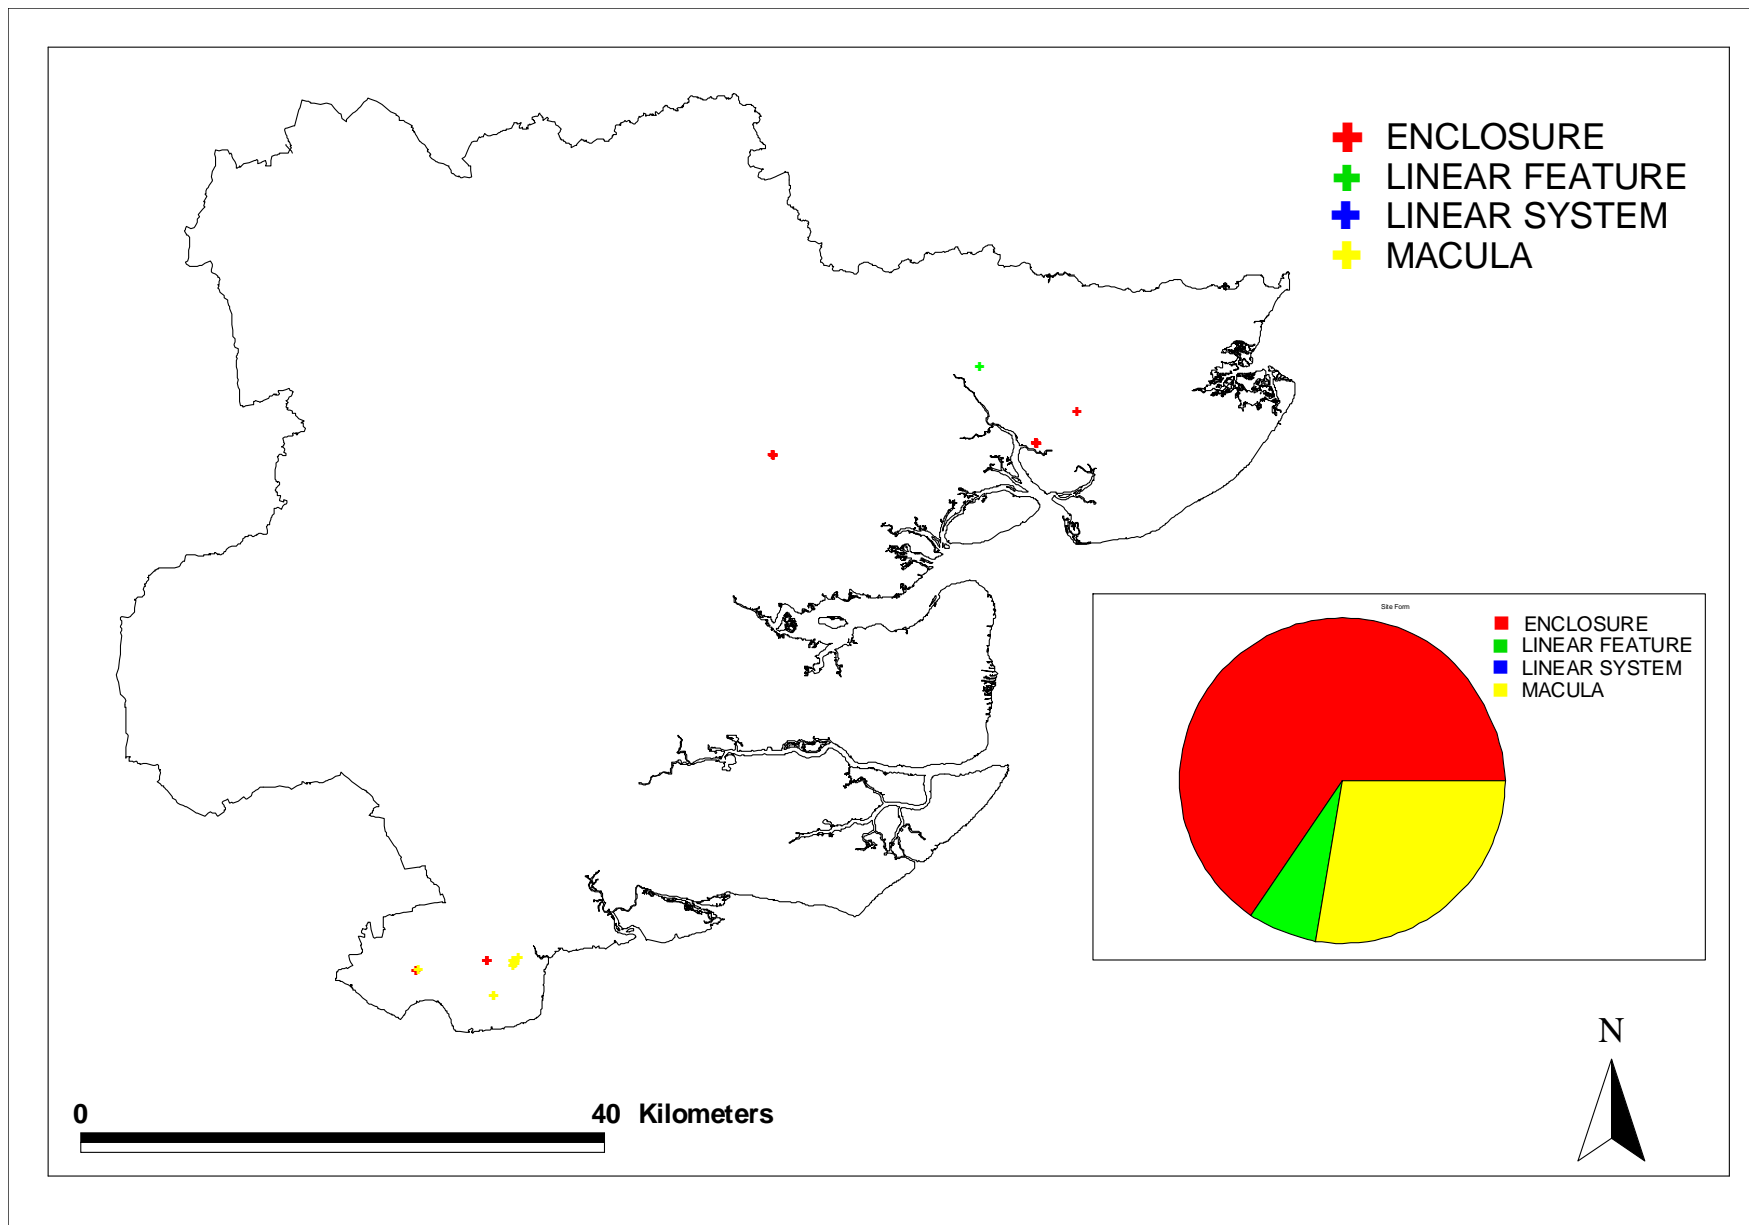 ENCLOSURE
LINEAR FEATURE
LINEAR SYSTEM
MACULA
Site Form
ENCLOSURE
LINEAR FEATURE
LINEAR SYSTEM
MACULA
N
0 40 Kilometers